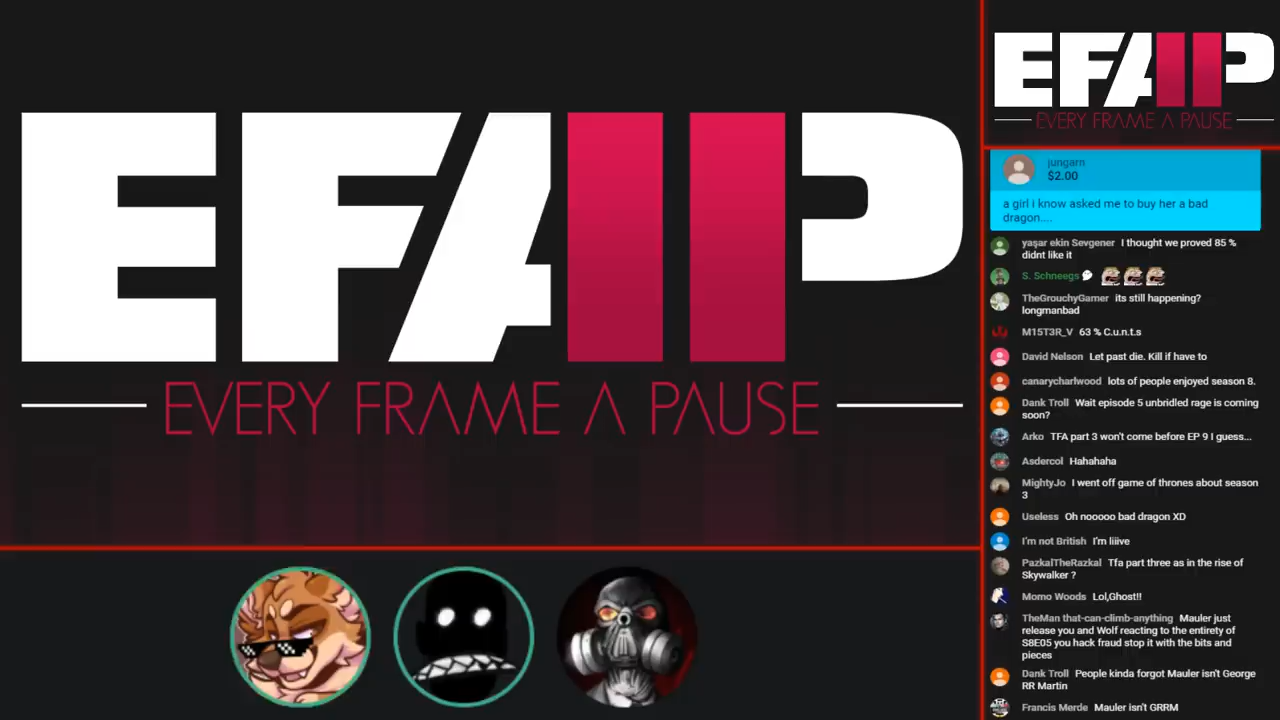 EFAP
EVERY FRAME A PAUSE
EFAP
EVERY FRAME A PAUSE
jungarn
$2.00
a girl i know asked me to buy her a bad
dragon....
yaşar ekin Sevgener I thought we proved 85 %
didnt like it
S. Schneegs
TheGrouchyGamer its still happening?
longmanbad
M15T3R_V 63 % C.u.n.t.s
David Nelson Let past die. Kill if have to
canarycharlwood lots of people enjoyed season 8.
Dank Troll Wait episode 5 unbridled rage is coming
soon?
Arko TFA part 3 won't come before EP 9 I guess...
Asdercol Hahahaha
MightyJo I went off game of thrones about season
3
Useless Oh nooooo bad dragon XD
I'm not British I'm liiive
PazkalTheRazkal Tfa part three as in the rise of
Skywalker ?
Momo Woods Lol,Ghost!!
TheMan that-can-climb-anything Mauler just
release you and Wolf reacting to the entirety of
S8E05 you hack fraud stop it with the bits and
pieces
Dank Troll People kinda forgot Mauler isn't George
RR Martin
Francis Merde Mauler isn't GRRM